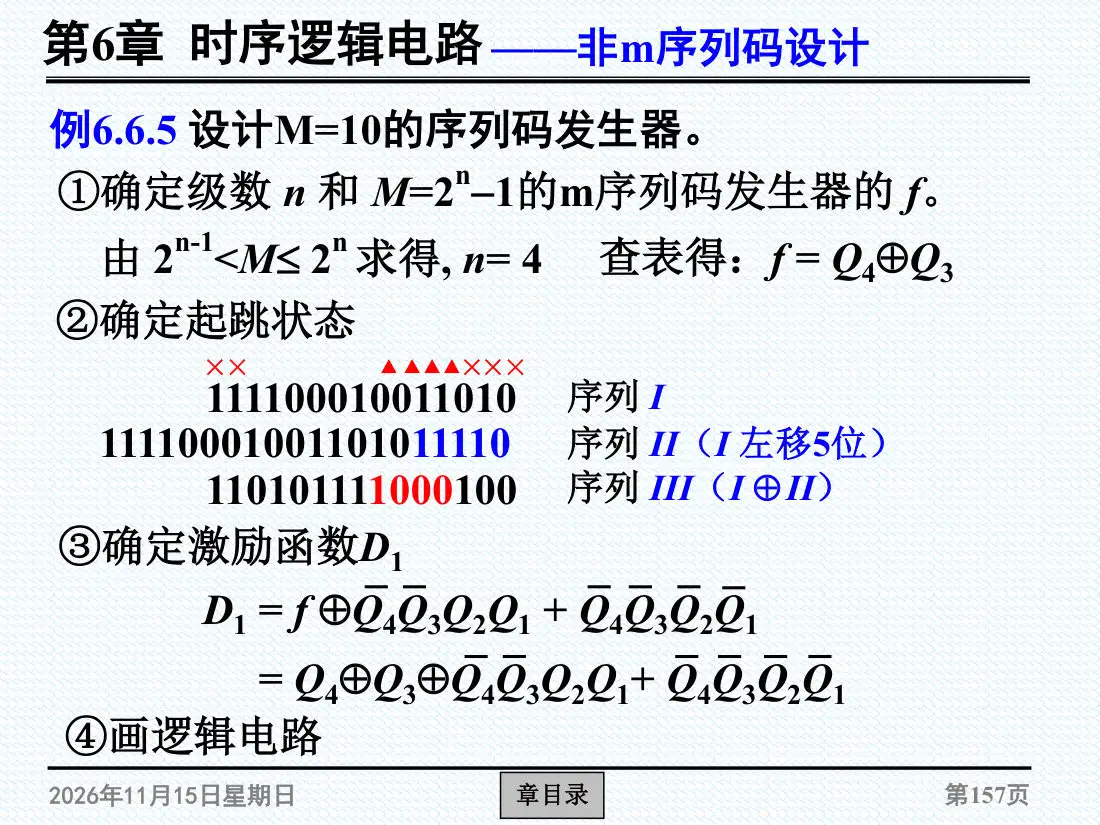 第6章 时序逻辑电路 ——非m序列码设计
例6.6.5 设计M=10的序列码发生器。
①确定级数 n 和 M=2ⁿ−1的m序列码发生器的 f。
由 2ⁿ⁻¹<M≤ 2ⁿ 求得, n= 4 查表得：f = Q₄⊕Q₃
②确定起跳状态
×× ▲▲▲▲×××
111100010011010 序列 I
11110001001101011110 序列 II（I 左移5位）
110101111000100 序列 III（I ⊕ II）
③确定激励函数D₁
D₁ = f ⊕Q̅₄Q̅₃Q₂Q₁ + Q̅₄Q̅₃Q̅₂Q̅₁
= Q₄⊕Q₃⊕Q̅₄Q̅₃Q₂Q₁+ Q̅₄Q̅₃Q̅₂Q̅₁
④画逻辑电路
2026年11月15日星期日 章目录 第157页